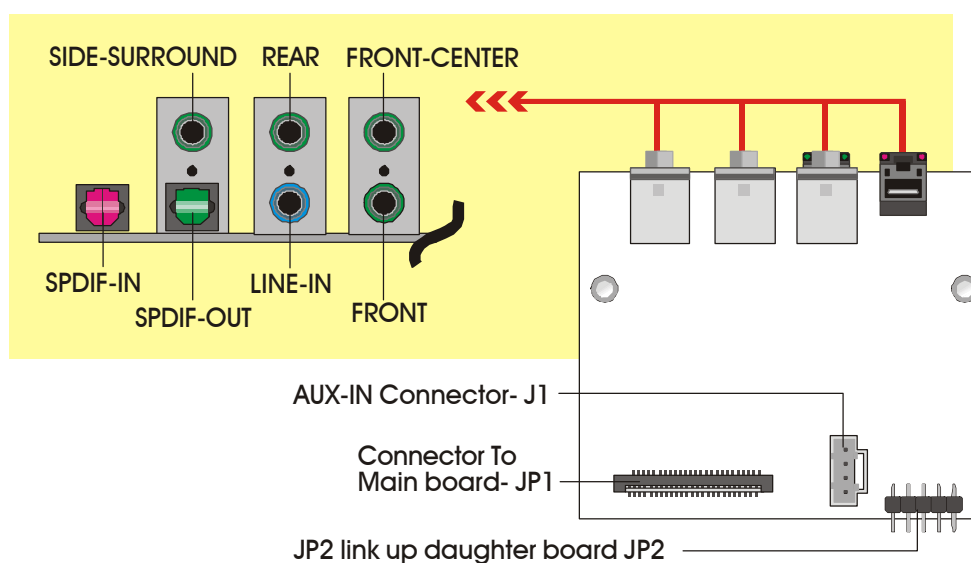 SIDE-SURROUND REAR FRONT-CENTER
SPDIF-IN
LINE-IN
SPDIF-OUT
FRONT
AUX-IN Connector- J1
Connector To
Main board- JP1
JP2 link up daughter board JP2